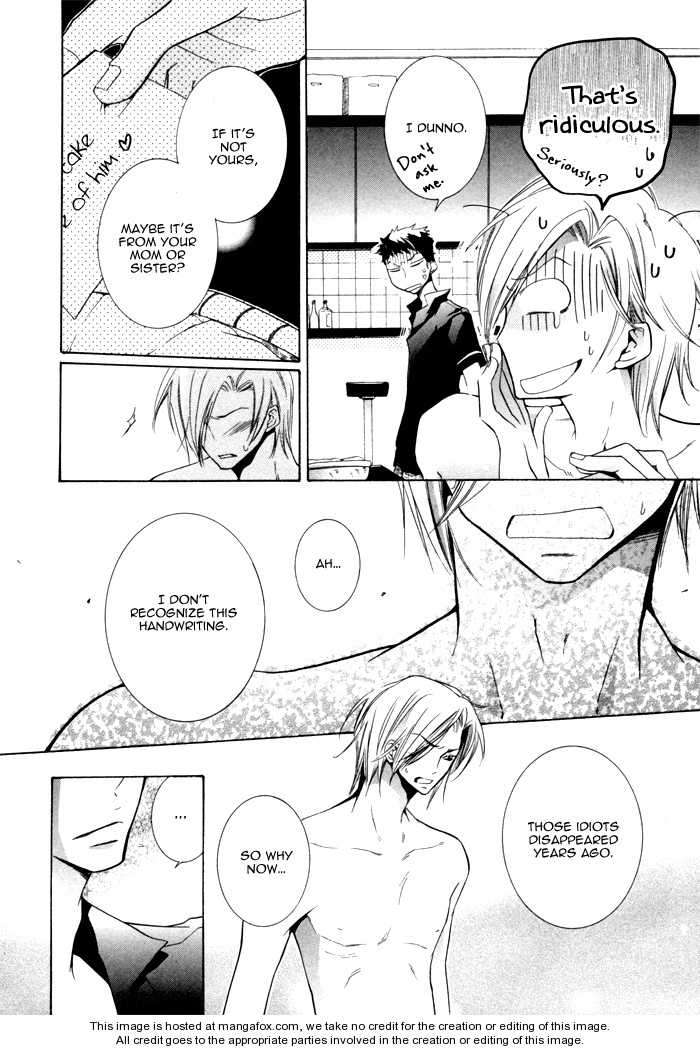 That's
ridiculous.
Seriously?
I DUNNO.
Don't
ask
me.
IF IT'S
NOT
YOURS,
cake
of him. ♡
MAYBE IT'S
FROM YOUR
MOM OR
SISTER?
AH...
I DON'T
RECOGNIZE THIS
HANDWRITING.
THOSE IDIOTS
DISAPPEARED
YEARS AGO.
SO WHY
NOW...
...
This image is hosted at mangafox.com, we take no credit for the creation or editing of this image.
All credit goes to the appropriate parties involved in the creation or editing of this image.